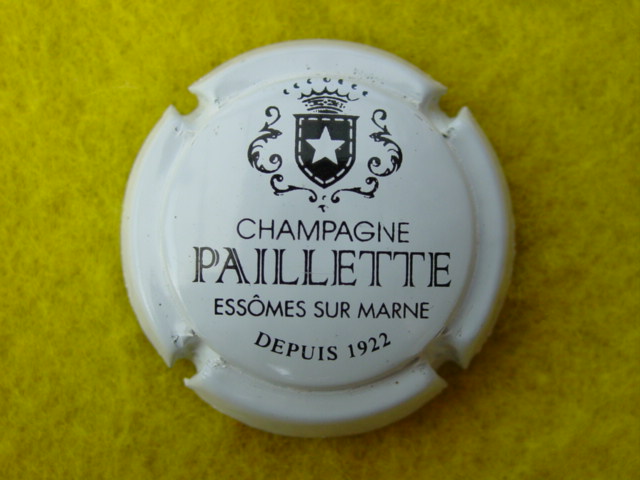 CHAMPAGNE
PAILLETTE
ESSÔMES SUR MARNE
DEPUIS 1922